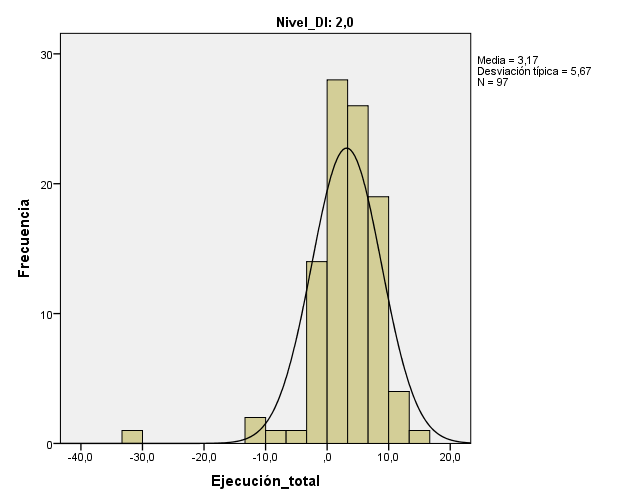 Nivel_DI: 2,0
Media = 3,17
Desviación típica = 5,67
N = 97
Frecuencia
30
20
10
0
-40,0 -30,0 -20,0 -10,0 ,0 10,0 20,0
Ejecución_total